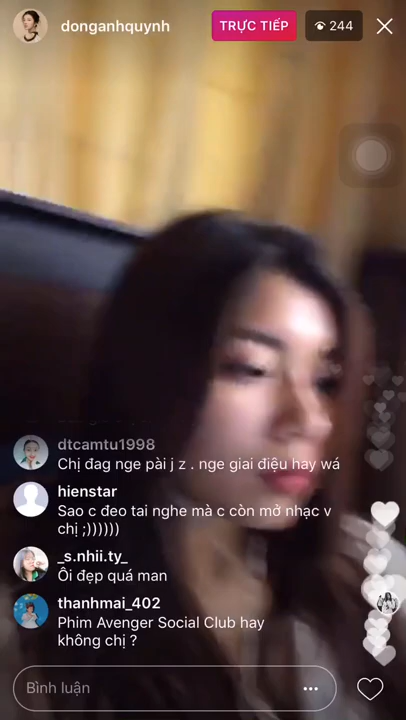 donganhquynh
TRỰC TIẾP
244
dtcamtu1998
Chị đag nge pài j z . nge giai điệu hay wá
hienstar
Sao c đeo tai nghe mà c còn mở nhạc v
chị ;))))))
_s.nhii.ty_
Ôi đẹp quá man
thanhmai_402
Phim Avenger Social Club hay
không chị ?
Bình luận